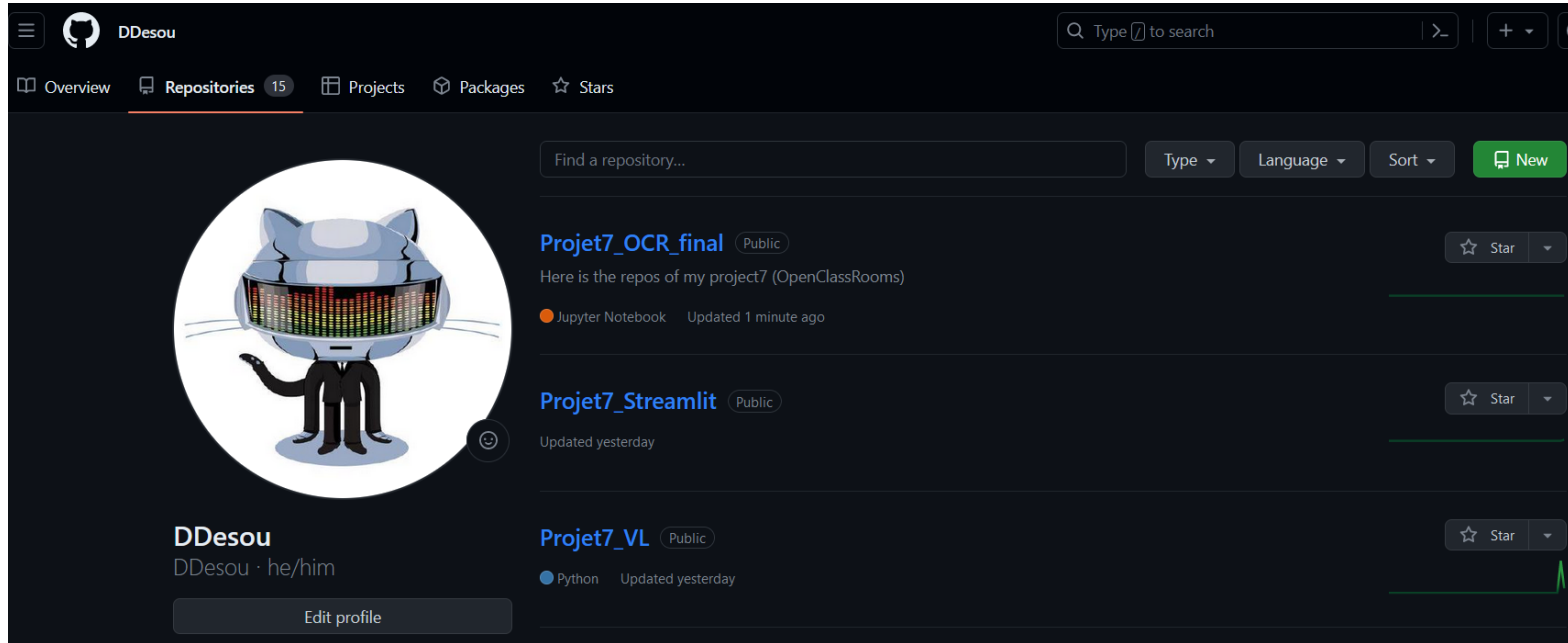 DDesou
Type / to search
Overview Repositories 15 Projects Packages Stars
Find a repository... Type Language Sort New
Projet7_OCR_final Public Star
Here is the repos of my project7 (OpenClassRooms)
Jupyter Notebook Updated 1 minute ago
Projet7_Streamlit Public Star
Updated yesterday
DDesou
DDesou · he/him
Edit profile
Projet7_VL Public Star
Python Updated yesterday